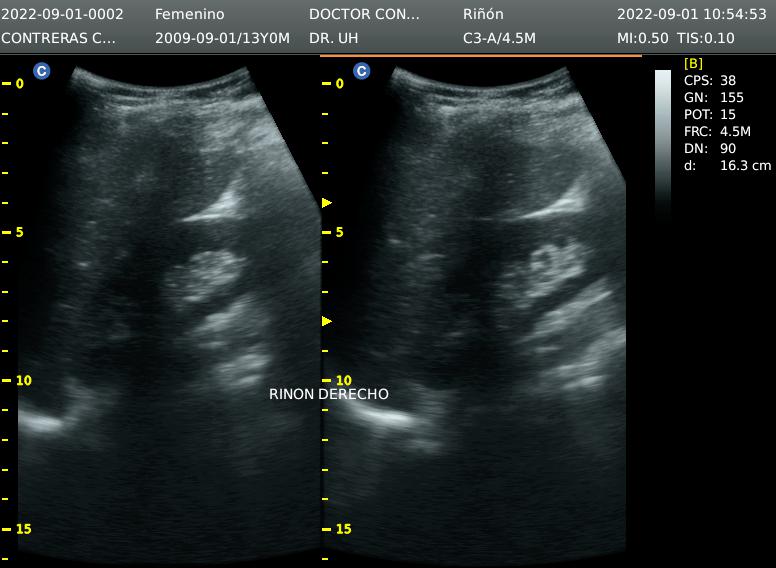 2022-09-01-0002 Femenino DOCTOR CON... Riñón 2022-09-01 10:54:53
CONTRERAS C... 2009-09-01/13Y0M DR. UH C3-A/4.5M MI:0.50 TIS:0.10
[B]
C C
0 0
CPS: 38
GN: 155
POT: 15
FRC: 4.5M
DN: 90
d: 16.3 cm
5 5
10 10
RINON DERECHO
15 15